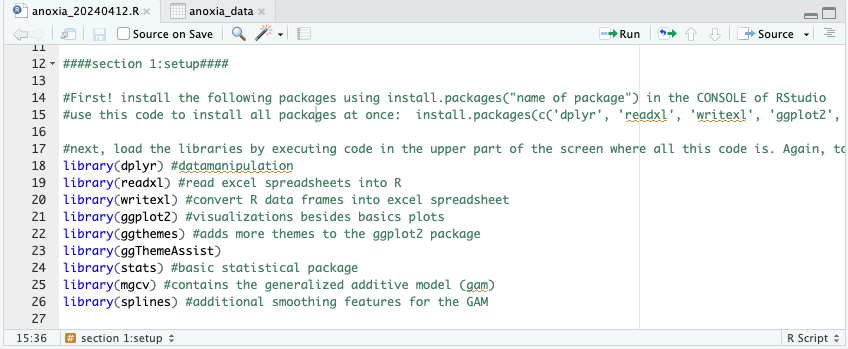 anoxia_20240412.R × anoxia_data ×
Source on Save Run Source
11
12 ####section 1:setup####
13
14 #First! install the following packages using install.packages("name of package") in the CONSOLE of RStudio
15 #use this code to install all packages at once:  install.packages(c('dplyr', 'readxl', 'writexl', 'ggplot2',
16
17 #next, load the libraries by executing code in the upper part of the screen where all this code is. Again, to
18 library(dplyr) #datamanipulation
19 library(readxl) #read excel spreadsheets into R
20 library(writexl) #convert R data frames into excel spreadsheet
21 library(ggplot2) #visualizations besides basics plots
22 library(ggthemes) #adds more themes to the ggplot2 package
23 library(ggThemeAssist)
24 library(stats) #basic statistical package
25 library(mgcv) #contains the generalized additive model (gam)
26 library(splines) #additional smoothing features for the GAM
27
15:36 # section 1:setup R Script